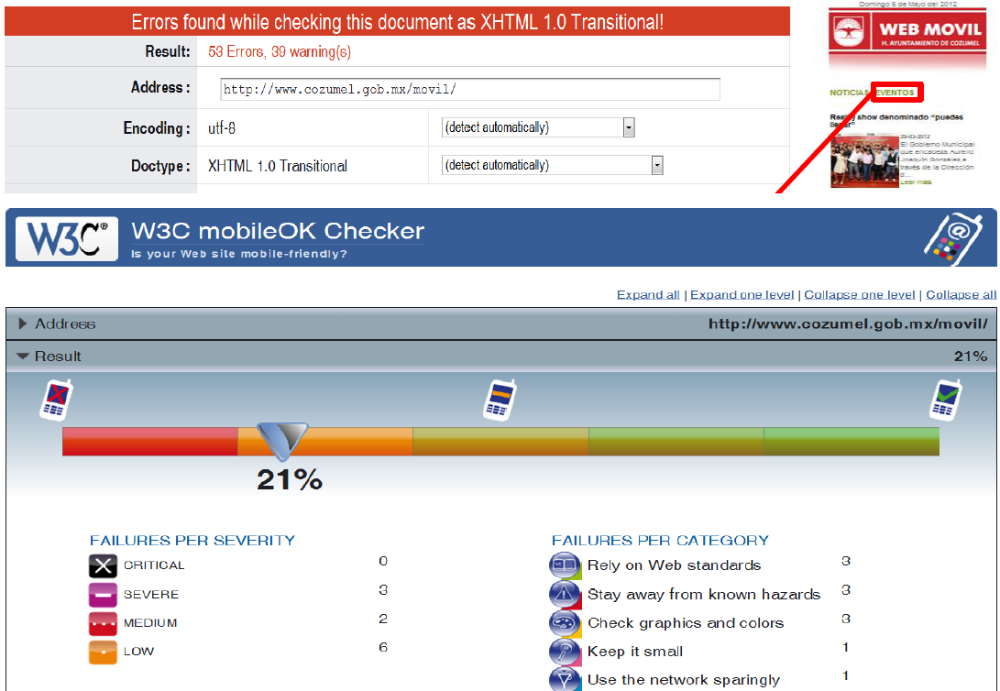 Errors found while checking this document as XHTML 1.0 Transitional!
Result: 53 Errors, 39 warning(s)
Address : http://www.cozumel.gob.mx/movil/
Encoding : utf-8 (detect automatically)
Doctype : XHTML 1.0 Transitional (detect automatically)
Domingo 6 de Mayo del 2012
WEB MOVIL
H. AYUNTAMIENTO DE COZUMEL
NOTICIAS EVENTOS
show denominado "puedes
29-03-2012
El Gobierno Municipal
que encabeza Aurelio
Joaquín González a
través de la Dirección
d...
Leer más
W3C®
W3C mobileOK Checker
Is your Web site mobile-friendly?
Expand all | Expand one level | Collapse one level | Collapse all
Address http://www.cozumel.gob.mx/movil/
Result 21%
21%
FAILURES PER SEVERITY
CRITICAL 0
SEVERE 3
MEDIUM 2
LOW 6
FAILURES PER CATEGORY
Rely on Web standards 3
Stay away from known hazards 3
Check graphics and colors 3
Keep it small 1
Use the network sparingly 1